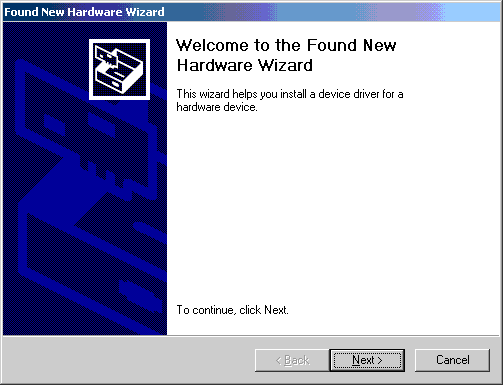 Found New Hardware Wizard
Welcome to the Found New
Hardware Wizard
This wizard helps you install a device driver for a
hardware device.
To continue, click Next.
< Back
Next >
Cancel